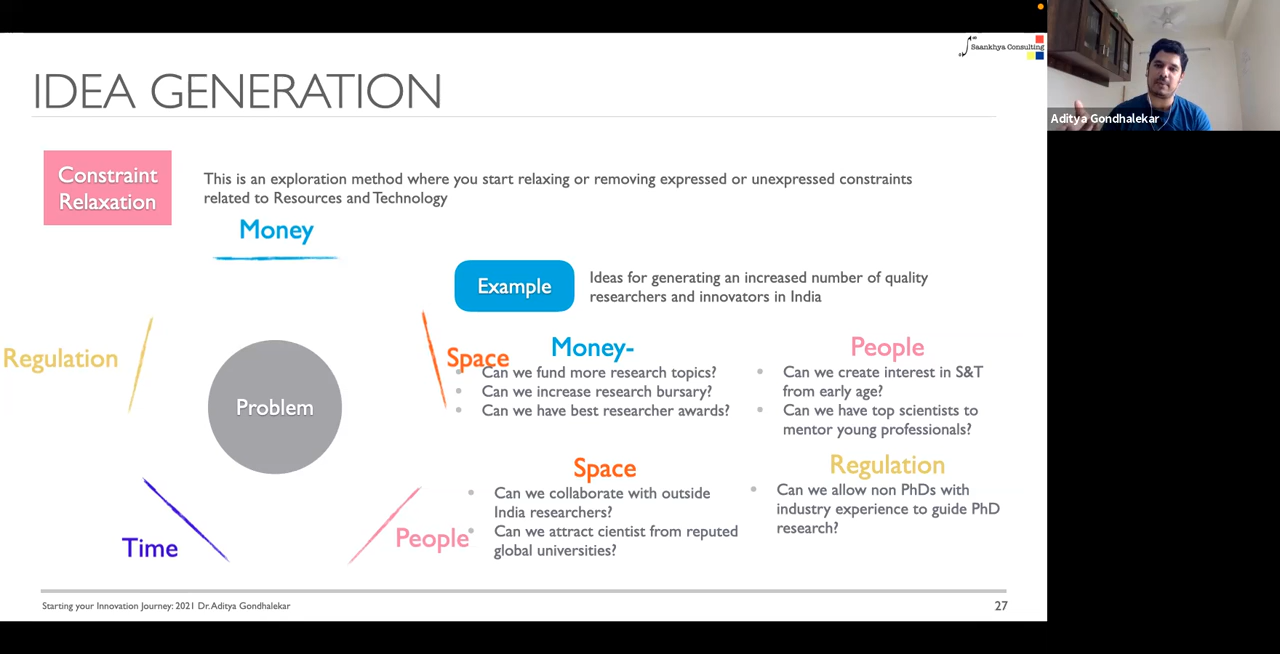 Saankhya Consulting
IDEA GENERATION
Aditya Gondhalekar
Constraint
Relaxation
This is an exploration method where you start relaxing or removing expressed or unexpressed constraints
related to Resources and Technology
Money
Regulation
Space
Problem
Time
People
Example
Ideas for generating an increased number of quality
researchers and innovators in India
Money-
Can we fund more research topics?
Can we increase research bursary?
Can we have best researcher awards?
People
Can we create interest in S&T
from early age?
Can we have top scientists to
mentor young professionals?
Space
Can we collaborate with outside
India researchers?
Can we attract cientist from reputed
global universities?
Regulation
Can we allow non PhDs with
industry experience to guide PhD
research?
Starting your Innovation Journey: 2021 Dr. Aditya Gondhalekar
27